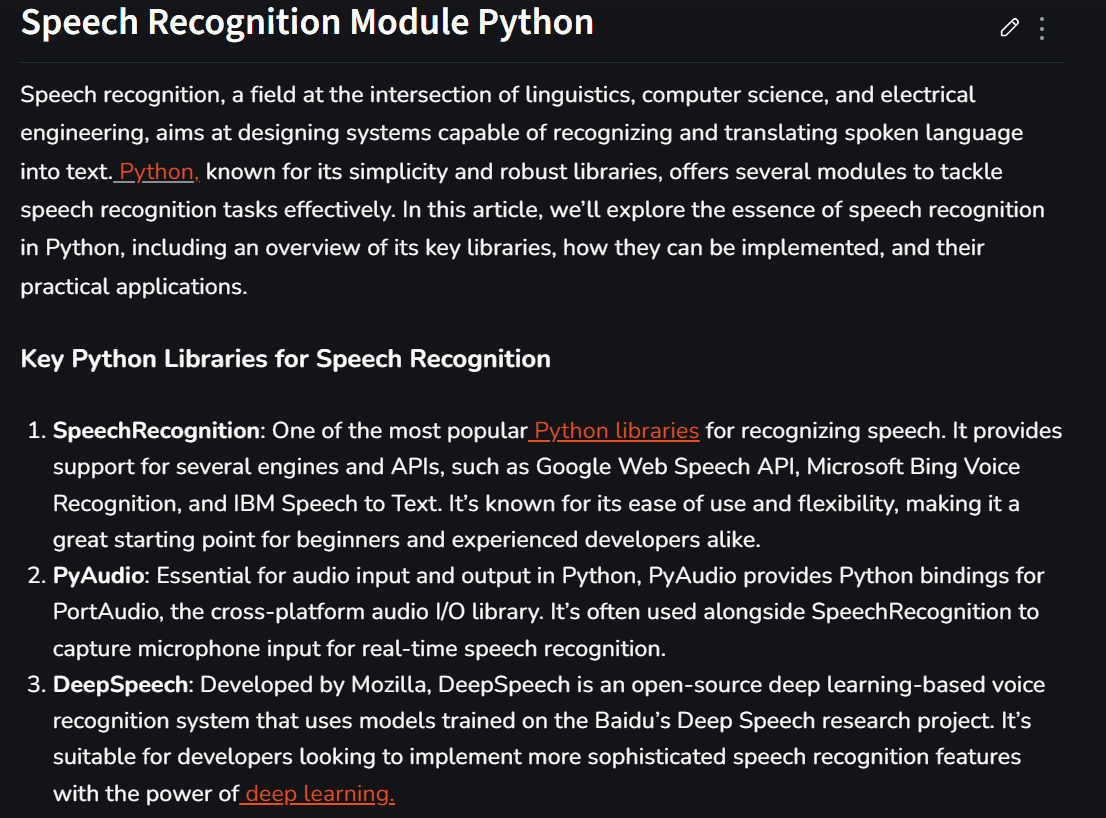 Speech Recognition Module Python
Speech recognition, a field at the intersection of linguistics, computer science, and electrical
engineering, aims at designing systems capable of recognizing and translating spoken language
into text. Python, known for its simplicity and robust libraries, offers several modules to tackle
speech recognition tasks effectively. In this article, we’ll explore the essence of speech recognition
in Python, including an overview of its key libraries, how they can be implemented, and their
practical applications.
Key Python Libraries for Speech Recognition
1. SpeechRecognition: One of the most popular Python libraries for recognizing speech. It provides
support for several engines and APIs, such as Google Web Speech API, Microsoft Bing Voice
Recognition, and IBM Speech to Text. It’s known for its ease of use and flexibility, making it a
great starting point for beginners and experienced developers alike.
2. PyAudio: Essential for audio input and output in Python, PyAudio provides Python bindings for
PortAudio, the cross-platform audio I/O library. It’s often used alongside SpeechRecognition to
capture microphone input for real-time speech recognition.
3. DeepSpeech: Developed by Mozilla, DeepSpeech is an open-source deep learning-based voice
recognition system that uses models trained on the Baidu’s Deep Speech research project. It’s
suitable for developers looking to implement more sophisticated speech recognition features
with the power of deep learning.